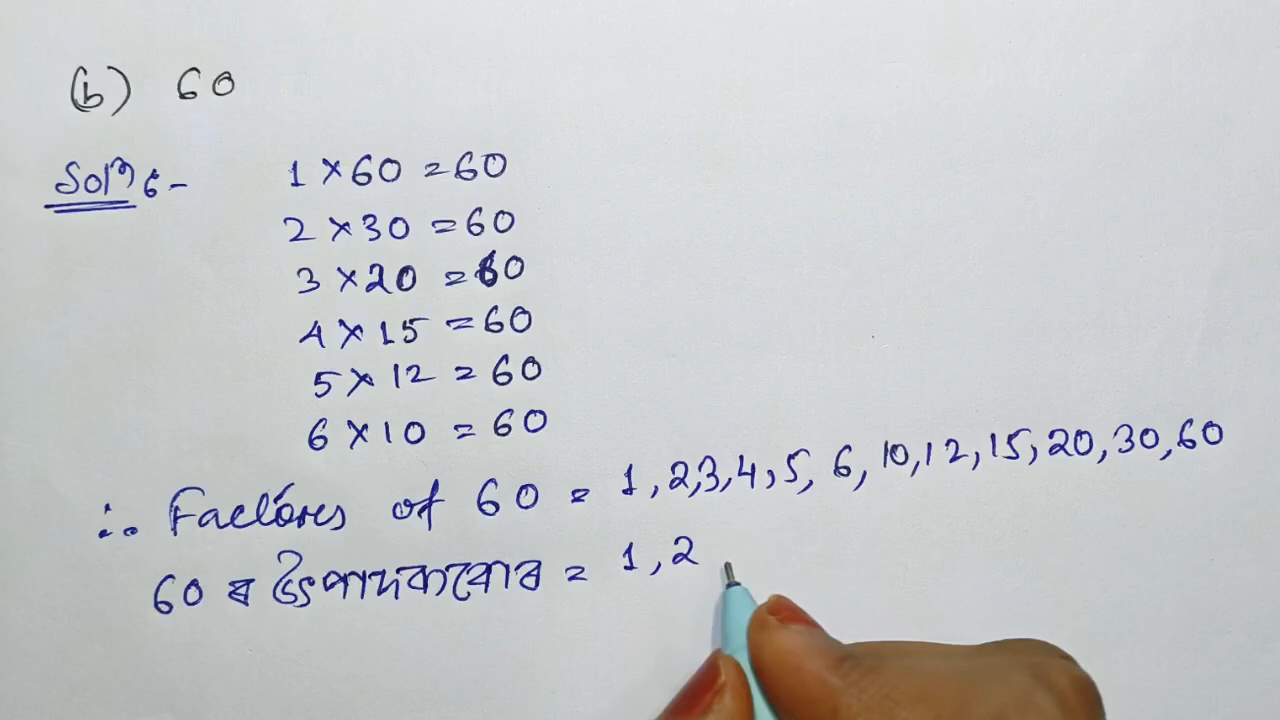 (b) 60
Soln :- 1 × 60 = 60
2 × 30 = 60
3 × 20 = 60
4 × 15 = 60
5 × 12 = 60
6 × 10 = 60
∴ Factores of 60 = 1, 2, 3, 4, 5, 6, 10, 12, 15, 20, 30, 60
60 ৰ উৎপাদকবোৰ = 1, 2